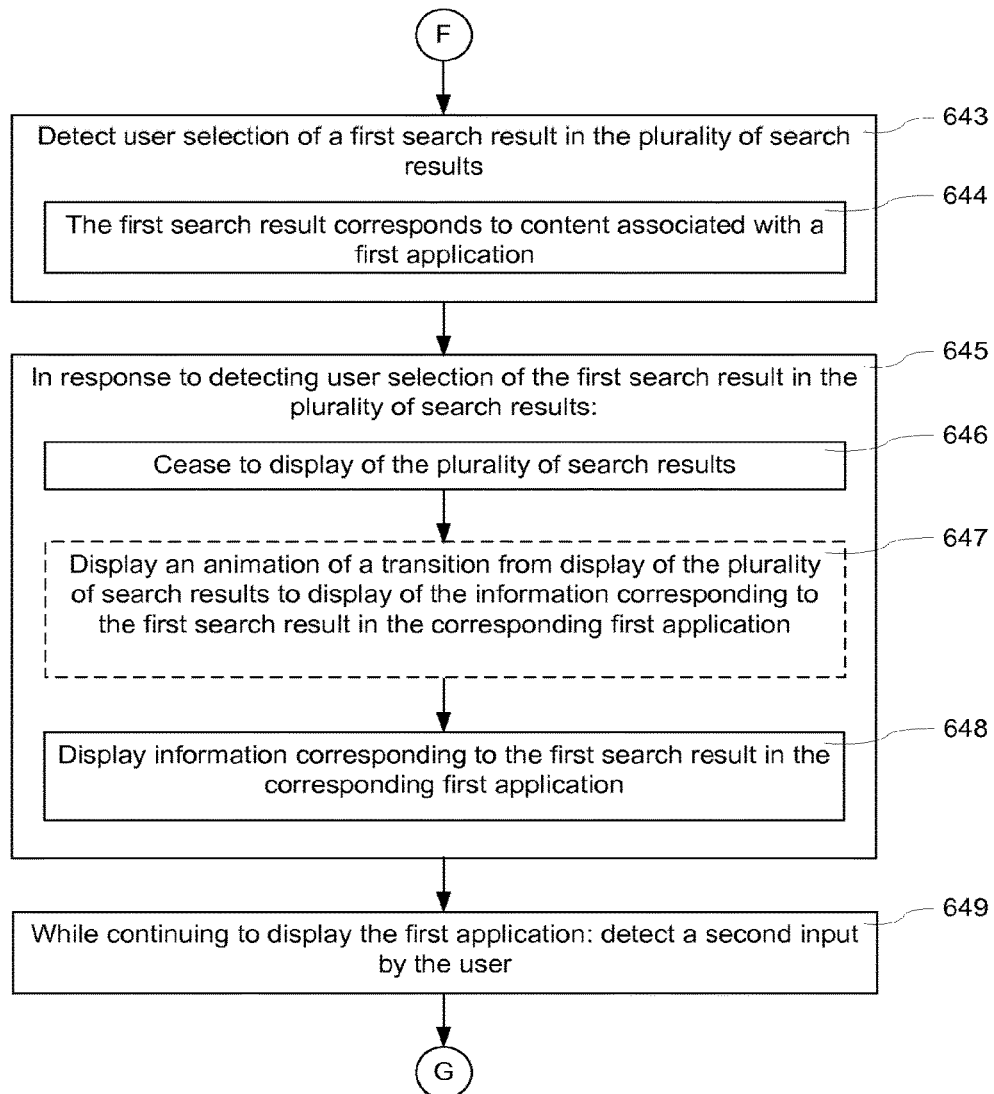 F
643
Detect user selection of a first search result in the plurality of search
results
644
The first search result corresponds to content associated with a
first application
645
In response to detecting user selection of the first search result in the
plurality of search results:
646
Cease to display of the plurality of search results
647
Display an animation of a transition from display of the plurality
of search results to display of the information corresponding to
the first search result in the corresponding first application
648
Display information corresponding to the first search result in the
corresponding first application
649
While continuing to display the first application: detect a second input
by the user
G